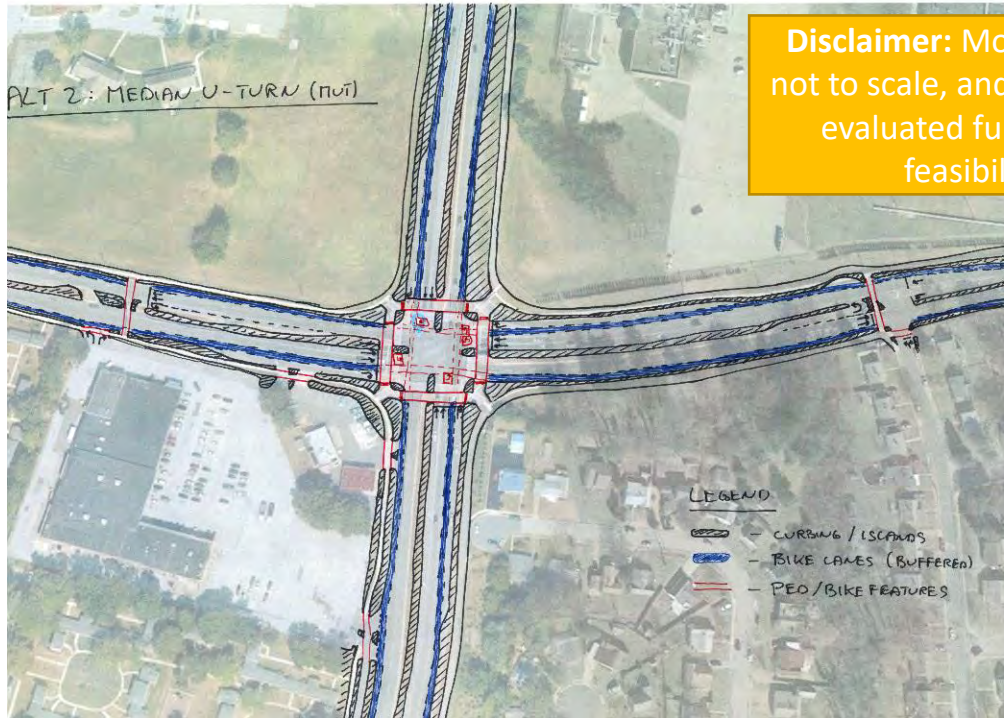 ALT 2: MEDIAN U-TURN (MUT)
Disclaimer: Mo
not to scale, and
evaluated fu
feasibil
LEGEND
- CURBING / ISLANDS
- BIKE LANES (BUFFERED)
- PED/BIKE FEATURES